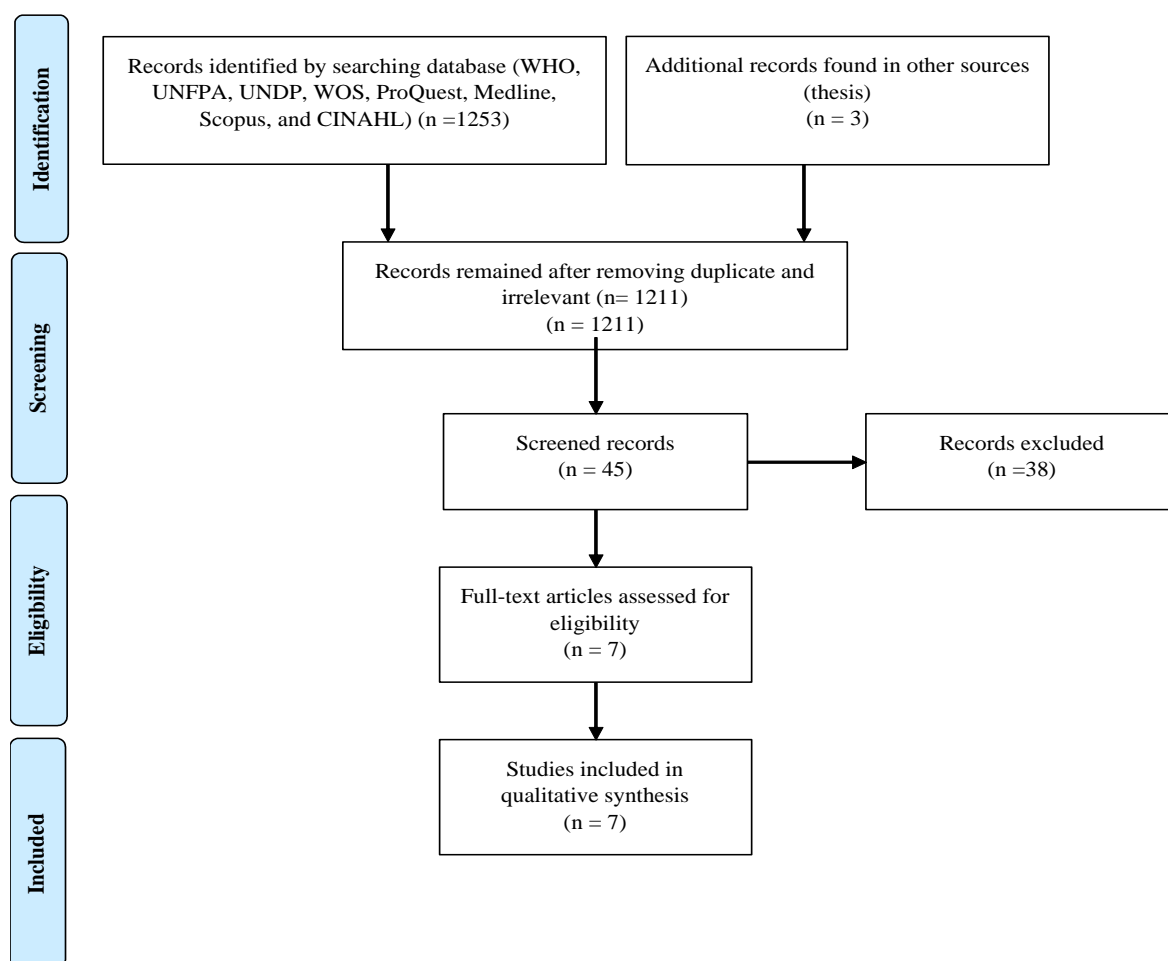 Identification
Records identified by searching database (WHO,
UNFPA, UNDP, WOS, ProQuest, Medline,
Scopus, and CINAHL) (n =1253)
Additional records found in other sources
(thesis)
(n = 3)
Screening
Records remained after removing duplicate and
irrelevant (n= 1211)
(n = 1211)
Screened records
(n = 45)
Records excluded
(n =38)
Eligibility
Full-text articles assessed for
eligibility
(n = 7)
Included
Studies included in
qualitative synthesis
(n = 7)